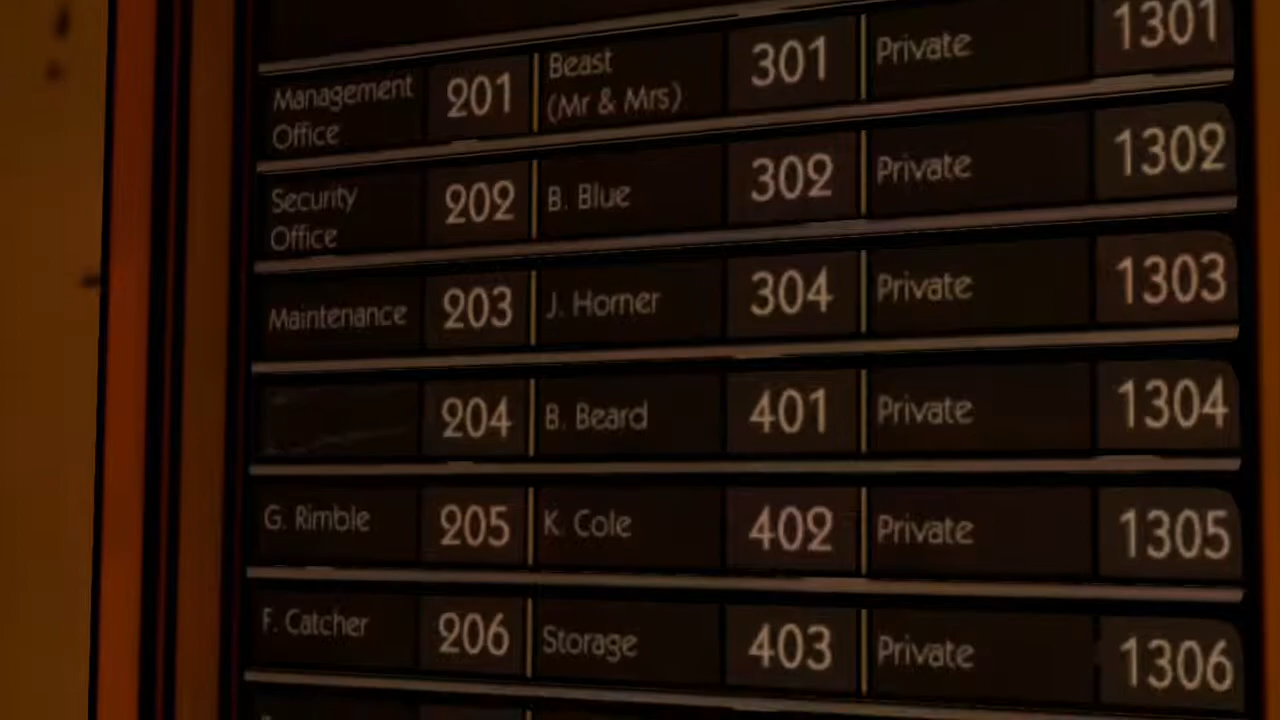 Management
Office
201
Beast
(Mr & Mrs)
301
Private
1301
Security
Office
202
B. Blue
302
Private
1302
Maintenance
203
J. Horner
304
Private
1303
204
B. Beard
401
Private
1304
G. Rimble
205
K. Cole
402
Private
1305
F. Catcher
206
Storage
403
Private
1306